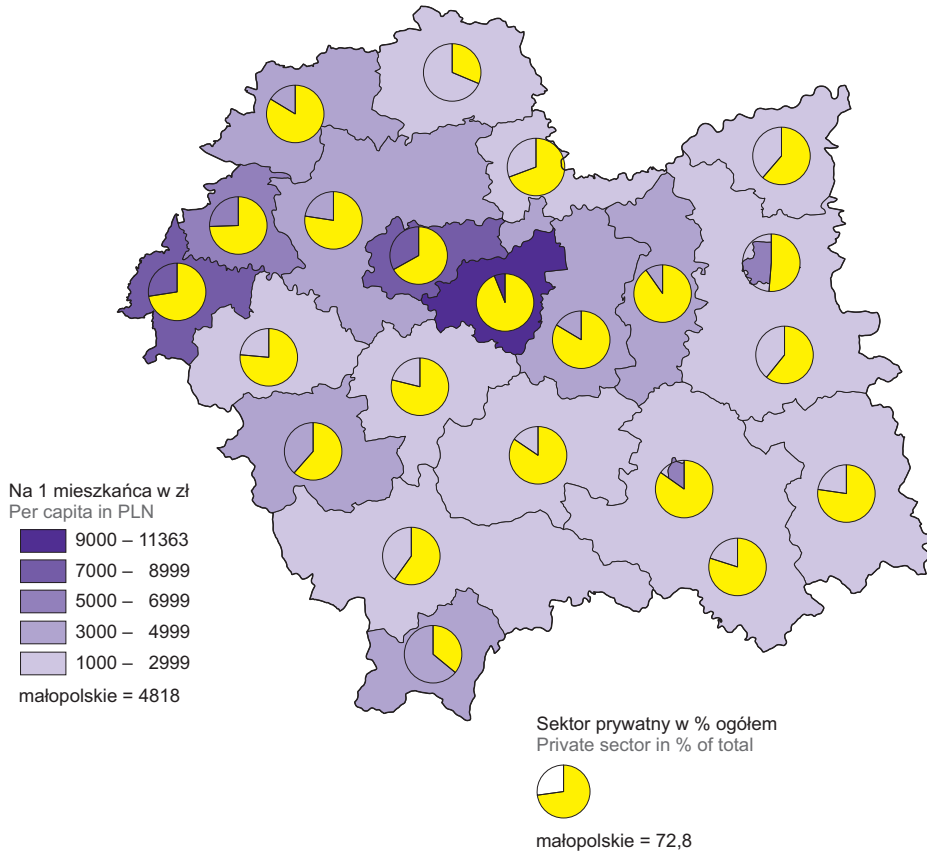 Na 1 mieszkańca w zł
Per capita in PLN
9000 – 11363
7000 – 8999
5000 – 6999
3000 – 4999
1000 – 2999
małopolskie = 4818
Sektor prywatny w % ogółem
Private sector in % of total
małopolskie = 72,8